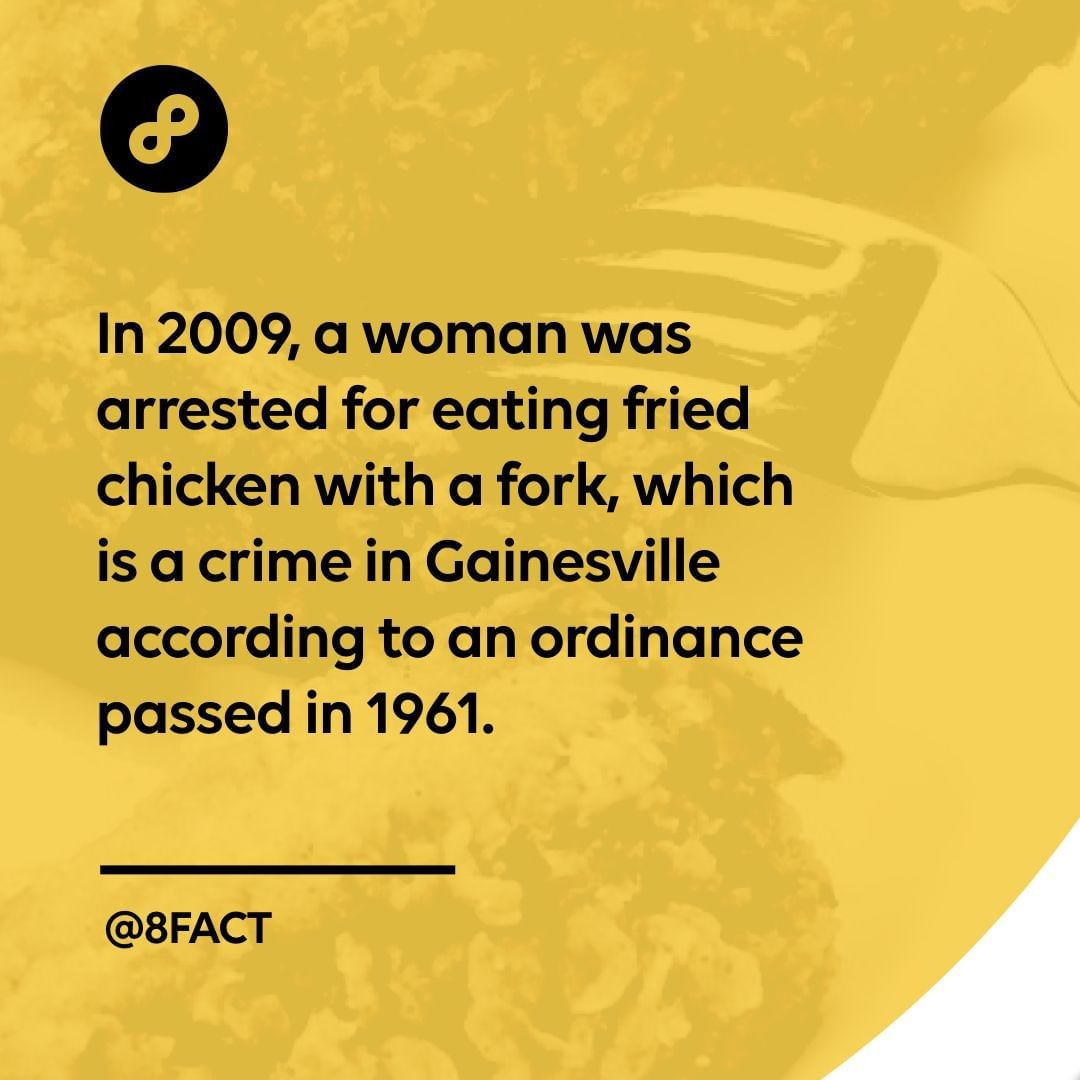 In 2009, a woman was
arrested for eating fried
chicken with a fork, which
is a crime in Gainesville
according to an ordinance
passed in 1961.
@8FACT